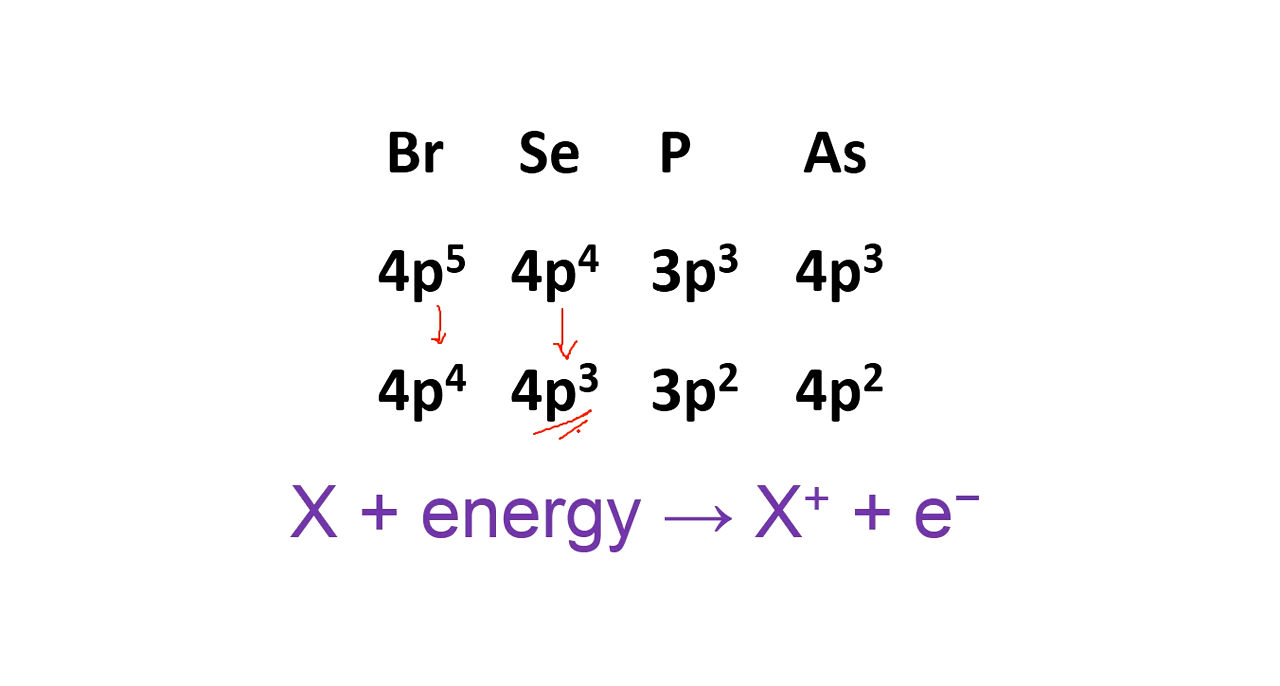 Br Se P As
4p⁵ 4p⁴ 3p³ 4p³
4p⁴ 4p³ 3p² 4p²
X + energy → X⁺ + e⁻